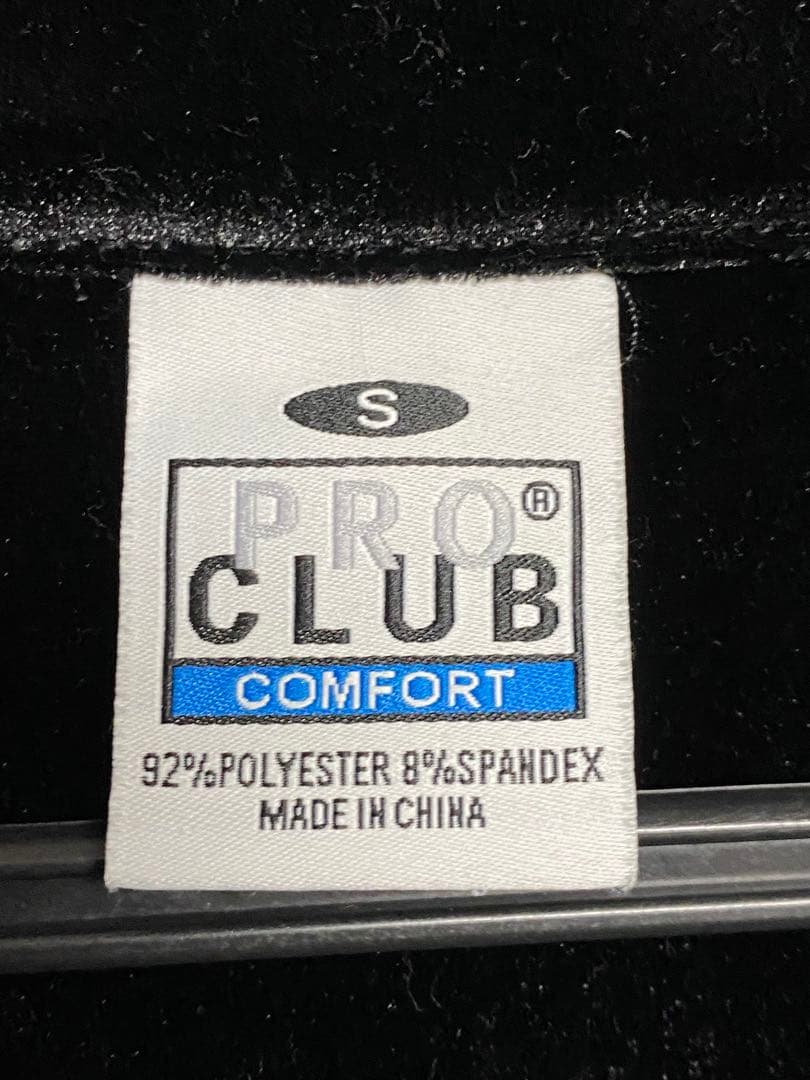 S
PRO®
CLUB
COMFORT
92%POLYESTER 8%SPANDEX
MADE IN CHINA